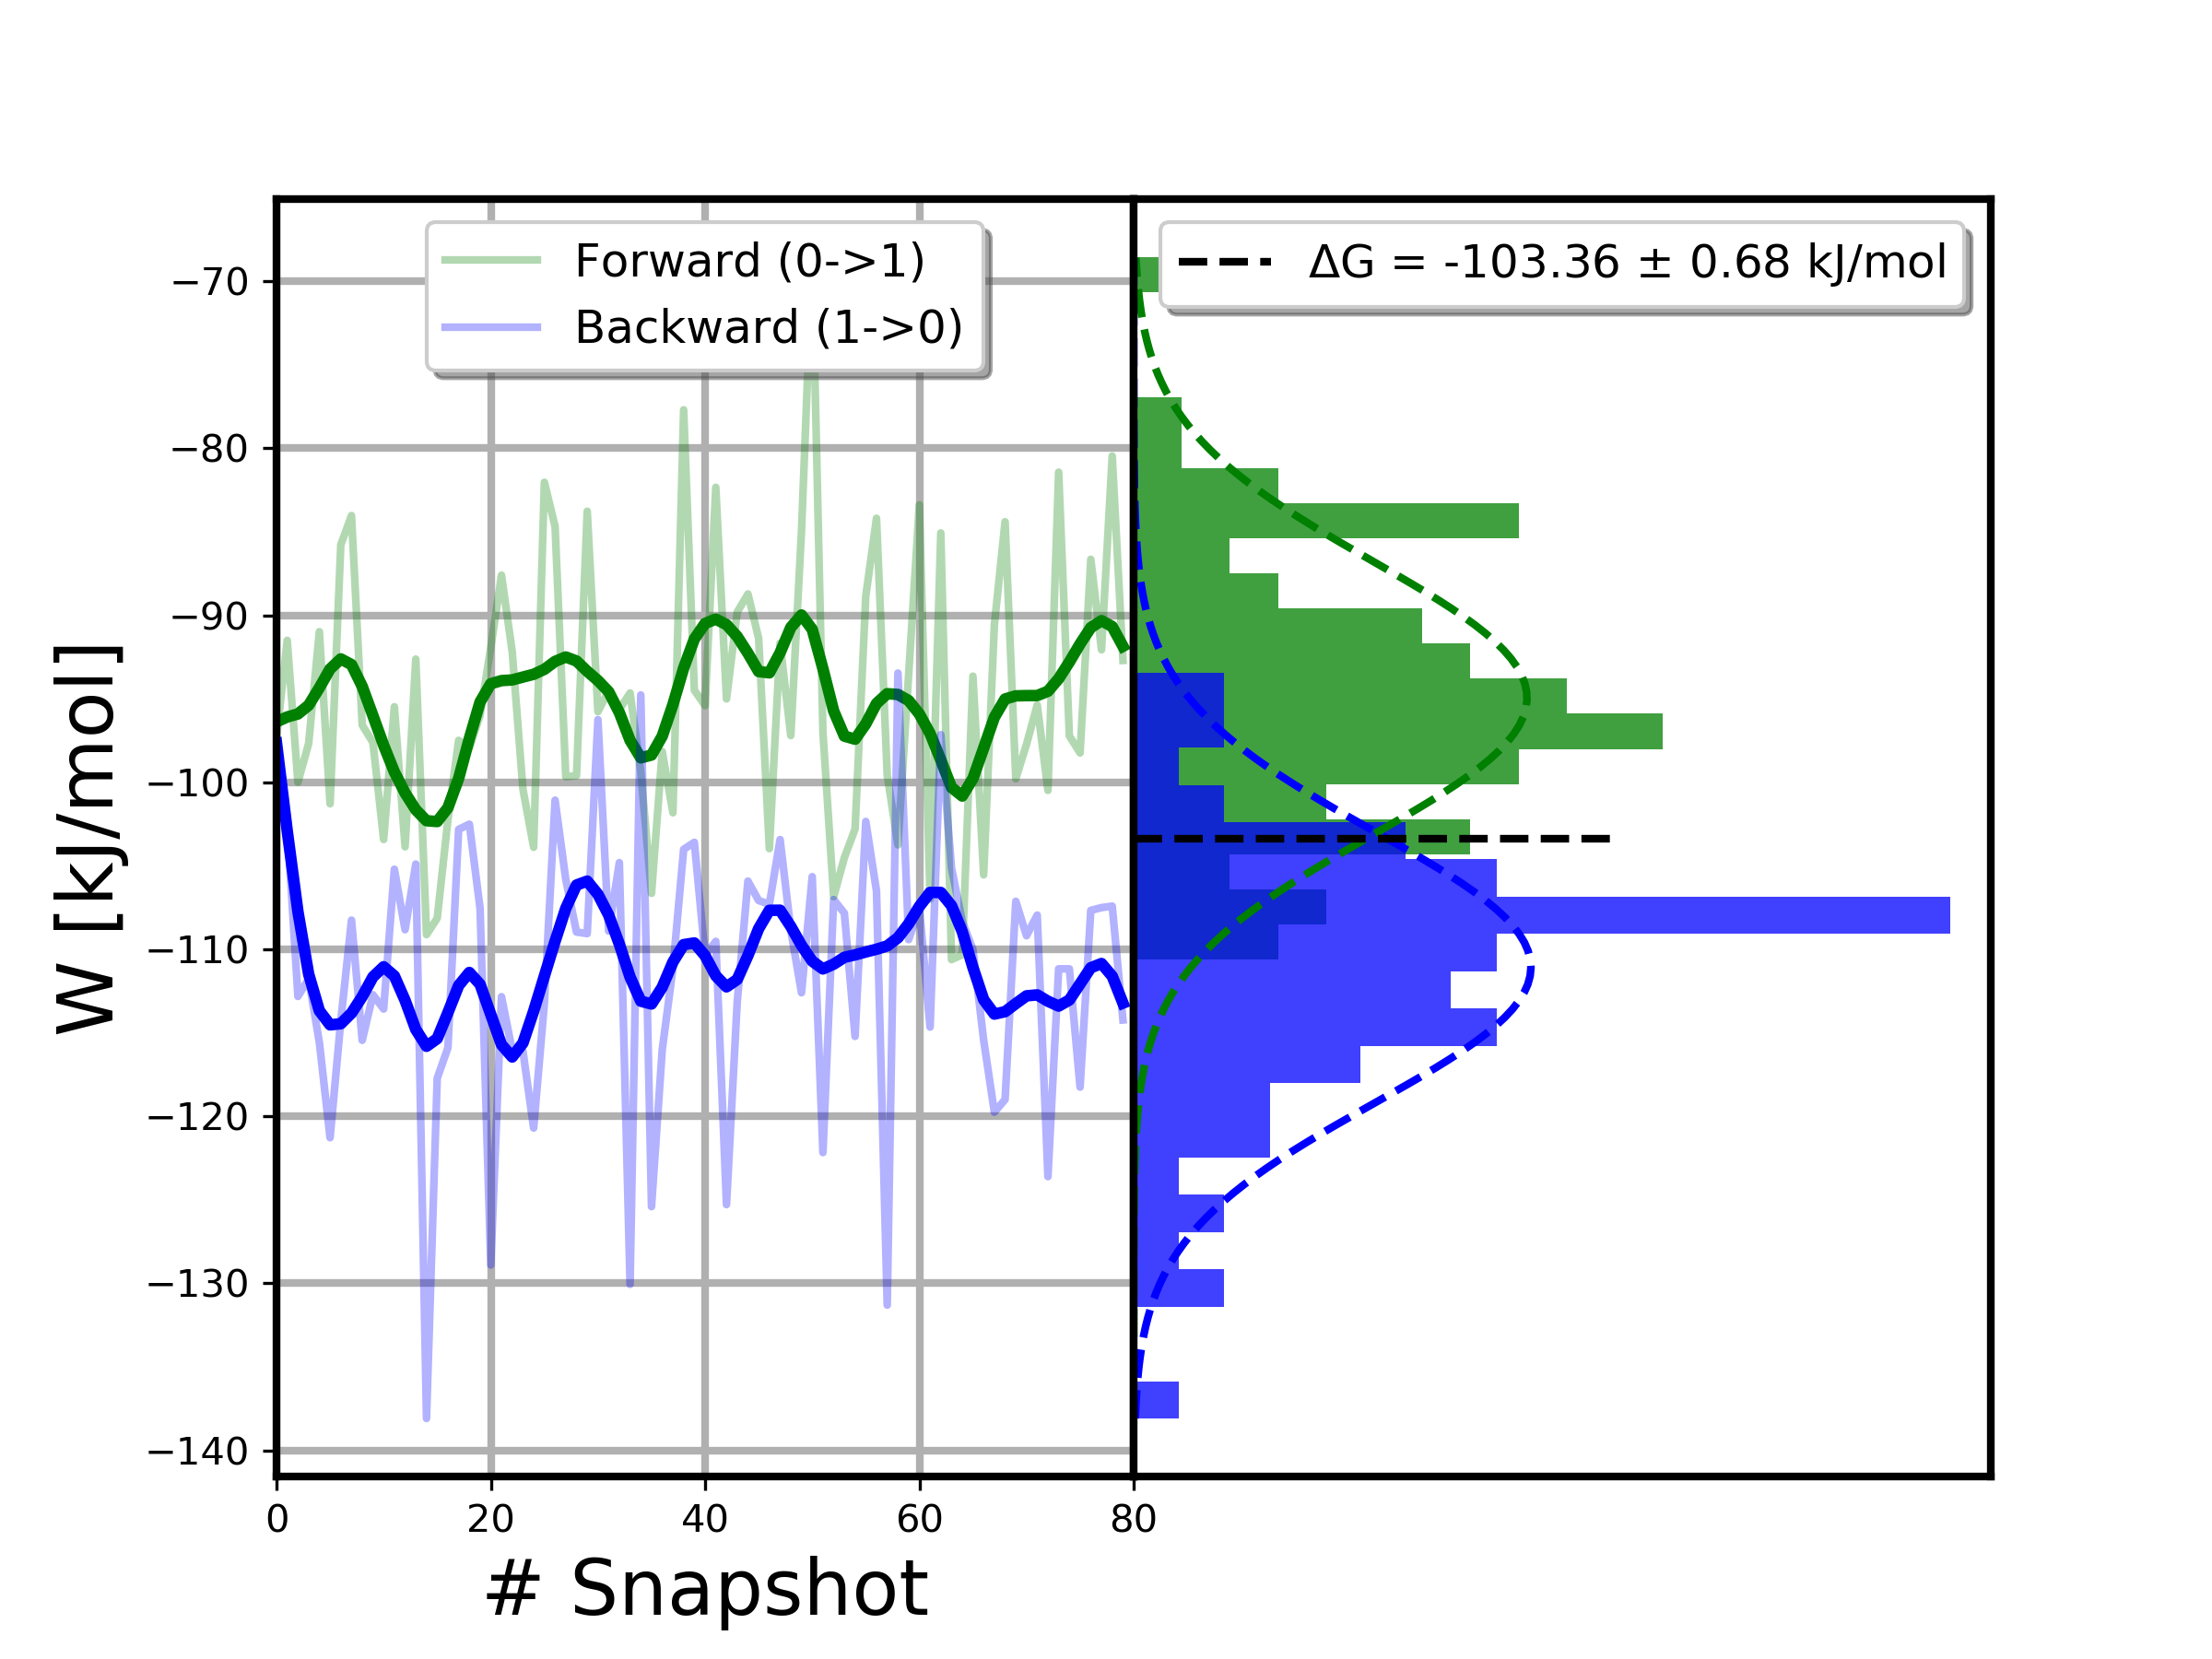 Forward (0->1)
Backward (1->0)
ΔG = -103.36 ± 0.68 kJ/mol
W [kJ/mol]
−70
−80
−90
−100
−110
−120
−130
−140
0 20 40 60 80
# Snapshot